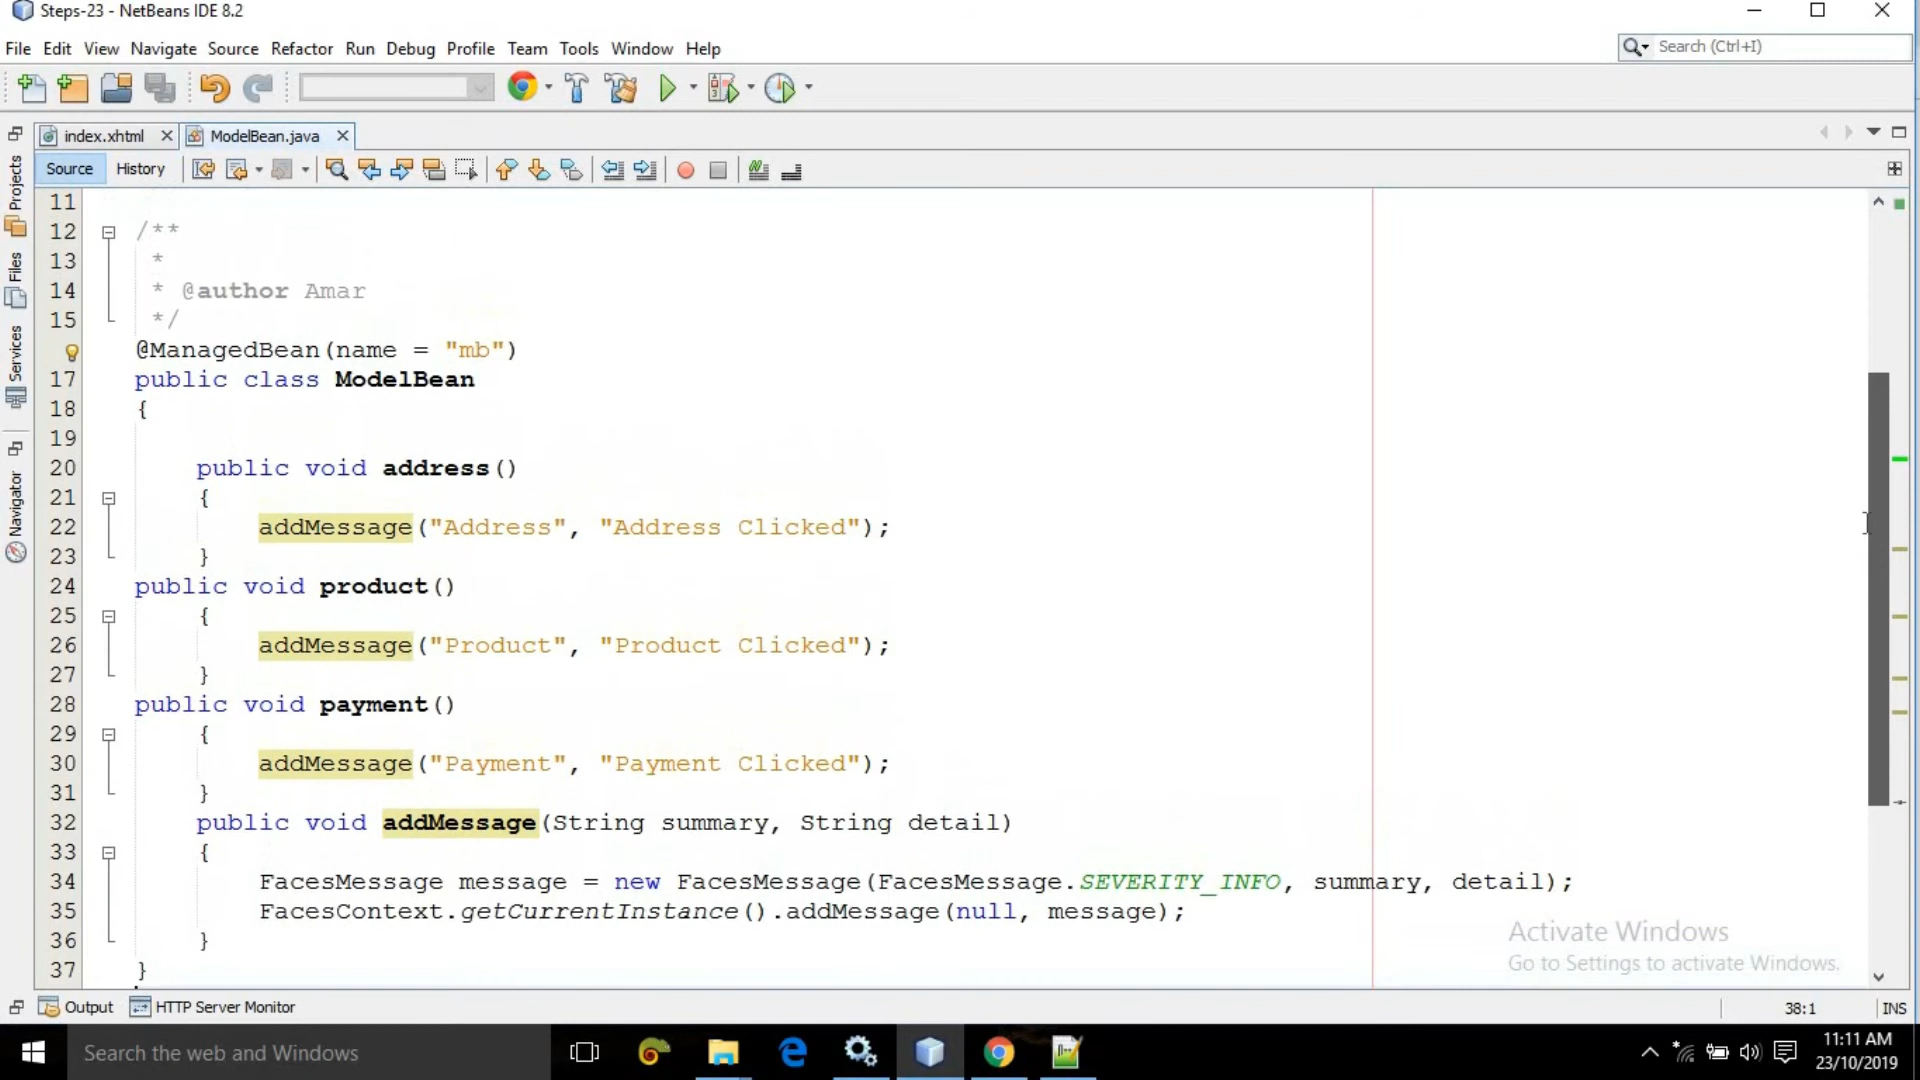 Steps-23 - NetBeans IDE 8.2
File Edit View Navigate Source Refactor Run Debug Profile Team Tools Window Help
Search (Ctrl+I)
index.xhtml ModelBean.java
Source History
Projects
Files
Services
Navigator
11
12 /**
13 *
14 * @author Amar
15 */
@ManagedBean(name = "mb")
17 public class ModelBean
18 {
19
20 public void address()
21 {
22 addMessage("Address", "Address Clicked");
23 }
24 public void product()
25 {
26 addMessage("Product", "Product Clicked");
27 }
28 public void payment()
29 {
30 addMessage("Payment", "Payment Clicked");
31 }
32 public void addMessage(String summary, String detail)
33 {
34 FacesMessage message = new FacesMessage(FacesMessage.SEVERITY_INFO, summary, detail);
35 FacesContext.getCurrentInstance().addMessage(null, message);
36 }
37 }
Activate Windows
Go to Settings to activate Windows.
Output HTTP Server Monitor
38:1 INS
Search the web and Windows
11:11 AM
23/10/2019